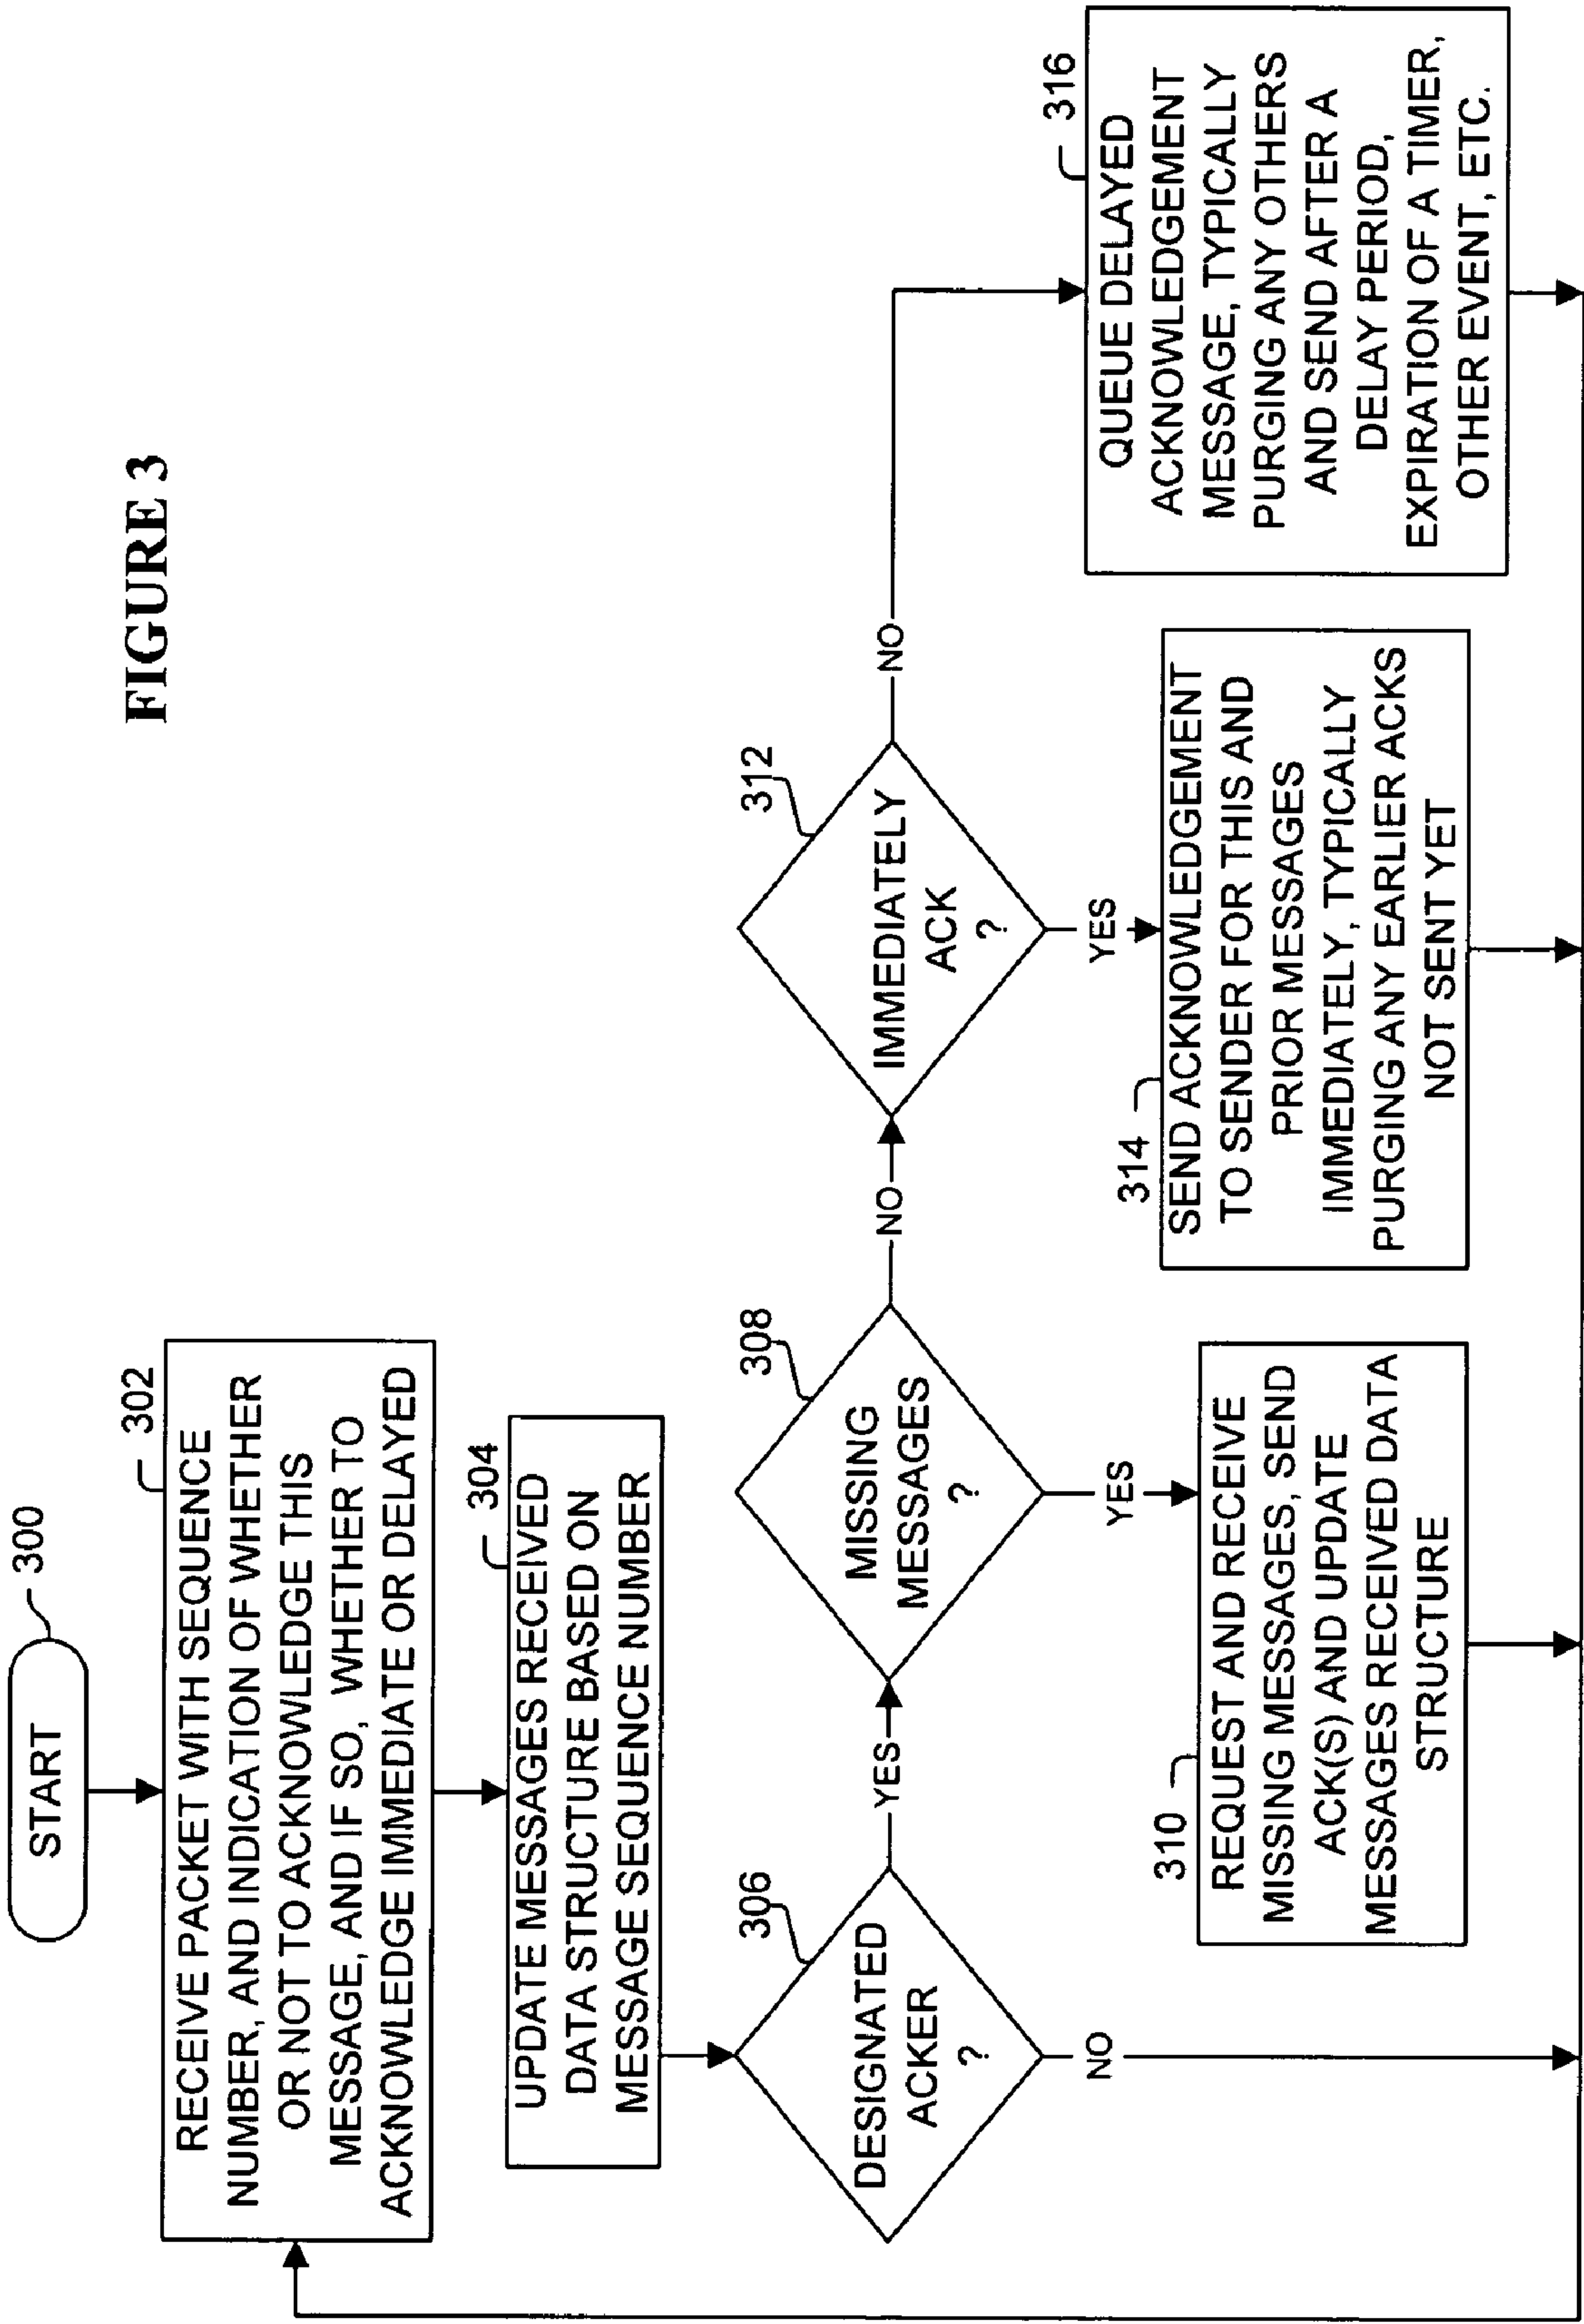 FIGURE 3
START
300
302
RECEIVE PACKET WITH SEQUENCE
NUMBER, AND INDICATION OF WHETHER
OR NOT TO ACKNOWLEDGE THIS
MESSAGE, AND IF SO, WHETHER TO
ACKNOWLEDGE IMMEDIATE OR DELAYED
304
UPDATE MESSAGES RECEIVED
DATA STRUCTURE BASED ON
MESSAGE SEQUENCE NUMBER
306
DESIGNATED
ACKER
?
YES
NO
308
MISSING
MESSAGES
?
NO
YES
310
REQUEST AND RECEIVE
MISSING MESSAGES, SEND
ACK(S) AND UPDATE
MESSAGES RECEIVED DATA
STRUCTURE
312
IMMEDIATELY
ACK
?
NO
YES
314
SEND ACKNOWLEDGEMENT
TO SENDER FOR THIS AND
PRIOR MESSAGES
IMMEDIATELY, TYPICALLY
PURGING ANY EARLIER ACKS
NOT SENT YET
316
QUEUE DELAYED
ACKNOWLEDGEMENT
MESSAGE, TYPICALLY
PURGING ANY OTHERS
AND SEND AFTER A
DELAY PERIOD,
EXPIRATION OF A TIMER,
OTHER EVENT, ETC.